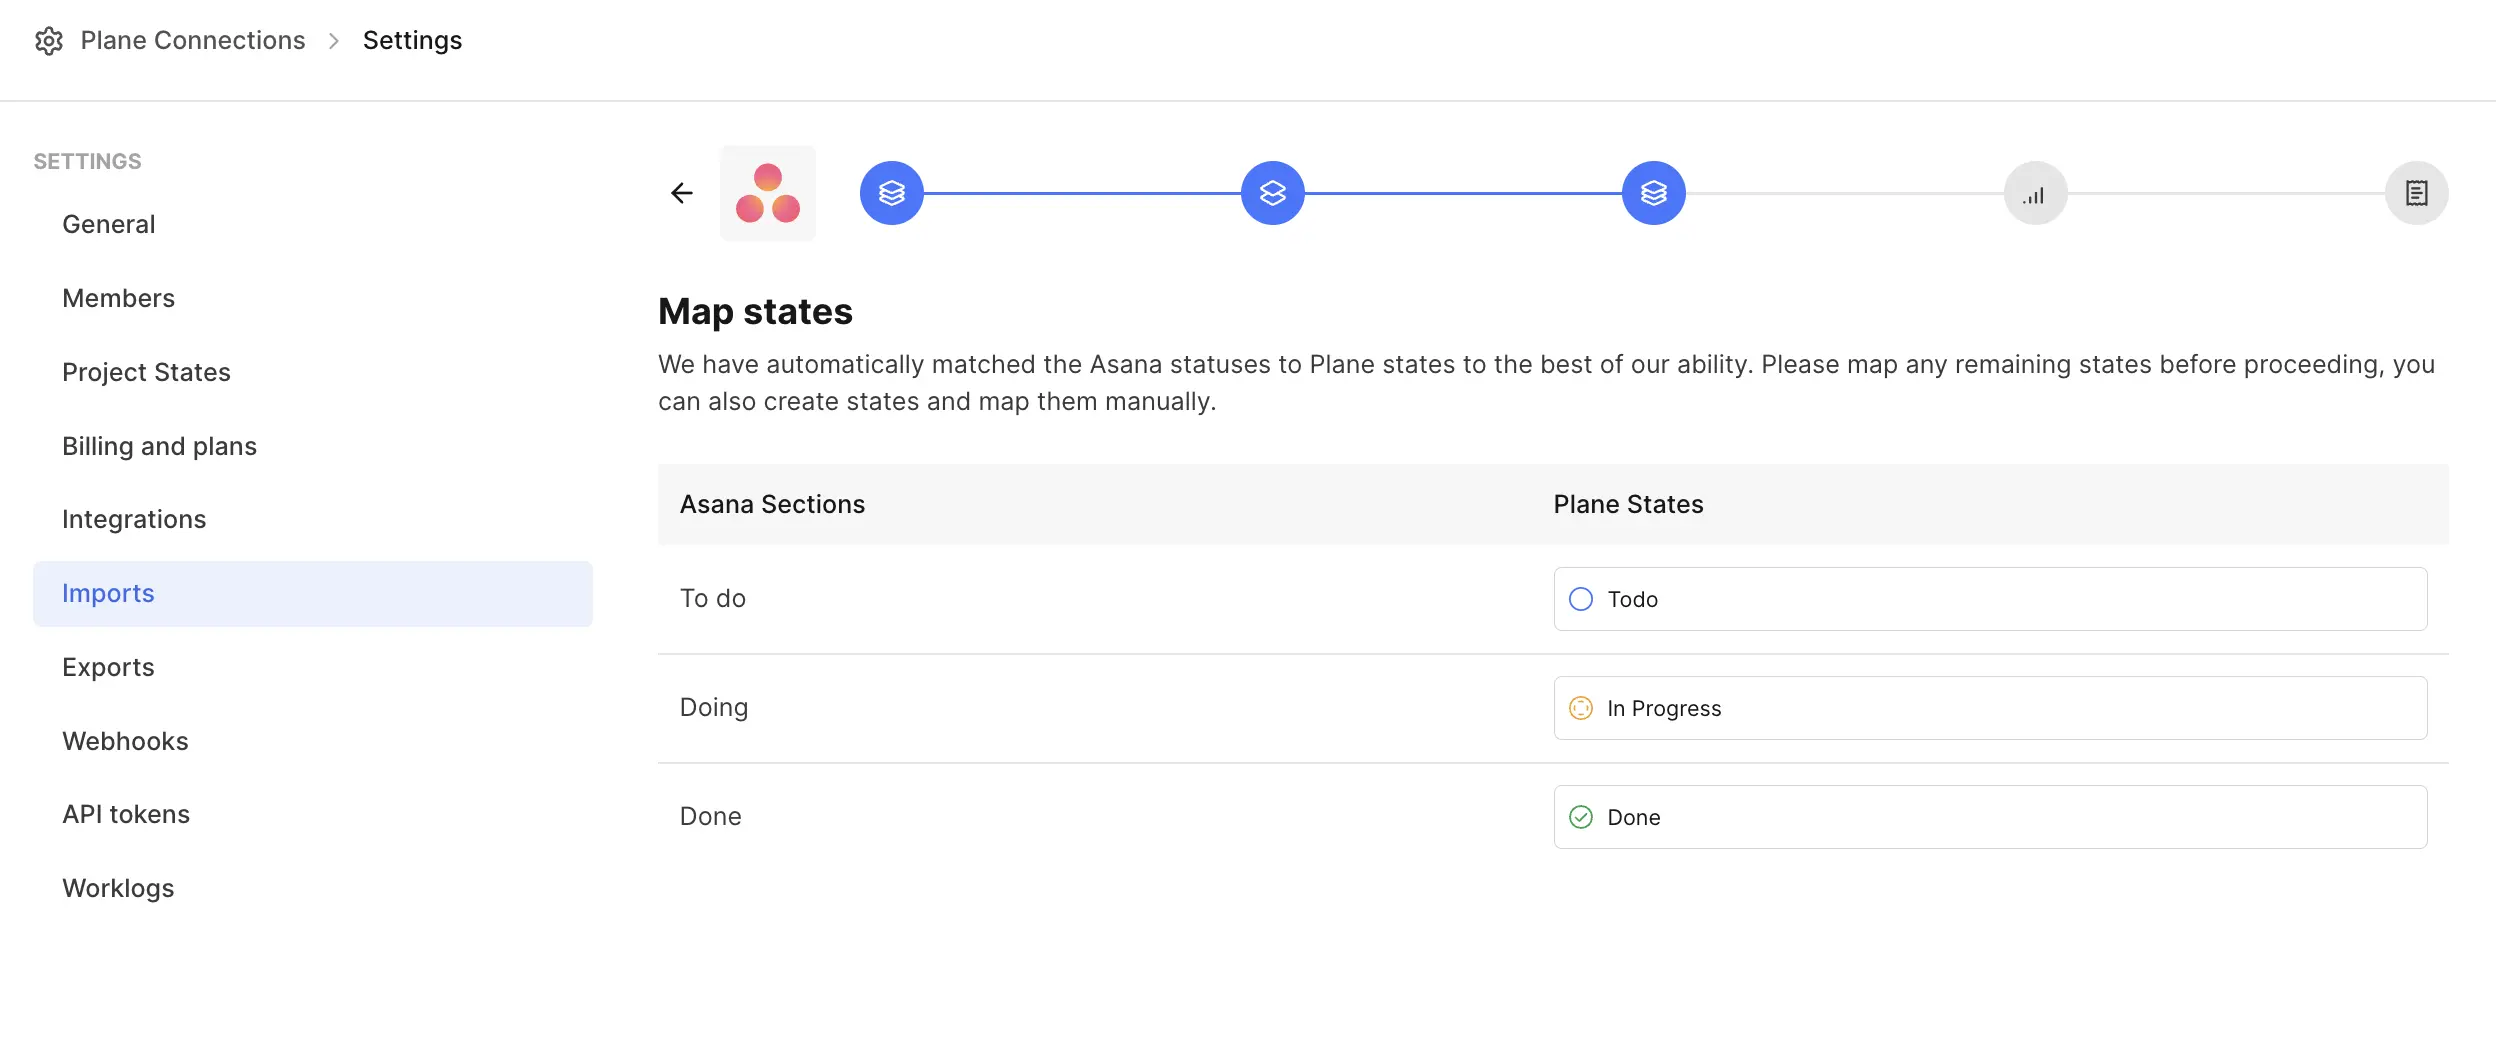 Plane Connections > Settings
SETTINGS
General
Members
Project States
Billing and plans
Integrations
Imports
Exports
Webhooks
API tokens
Worklogs
Map states
We have automatically matched the Asana statuses to Plane states to the best of our ability. Please map any remaining states before proceeding, you
can also create states and map them manually.
Asana Sections Plane States
To do Todo
Doing In Progress
Done Done